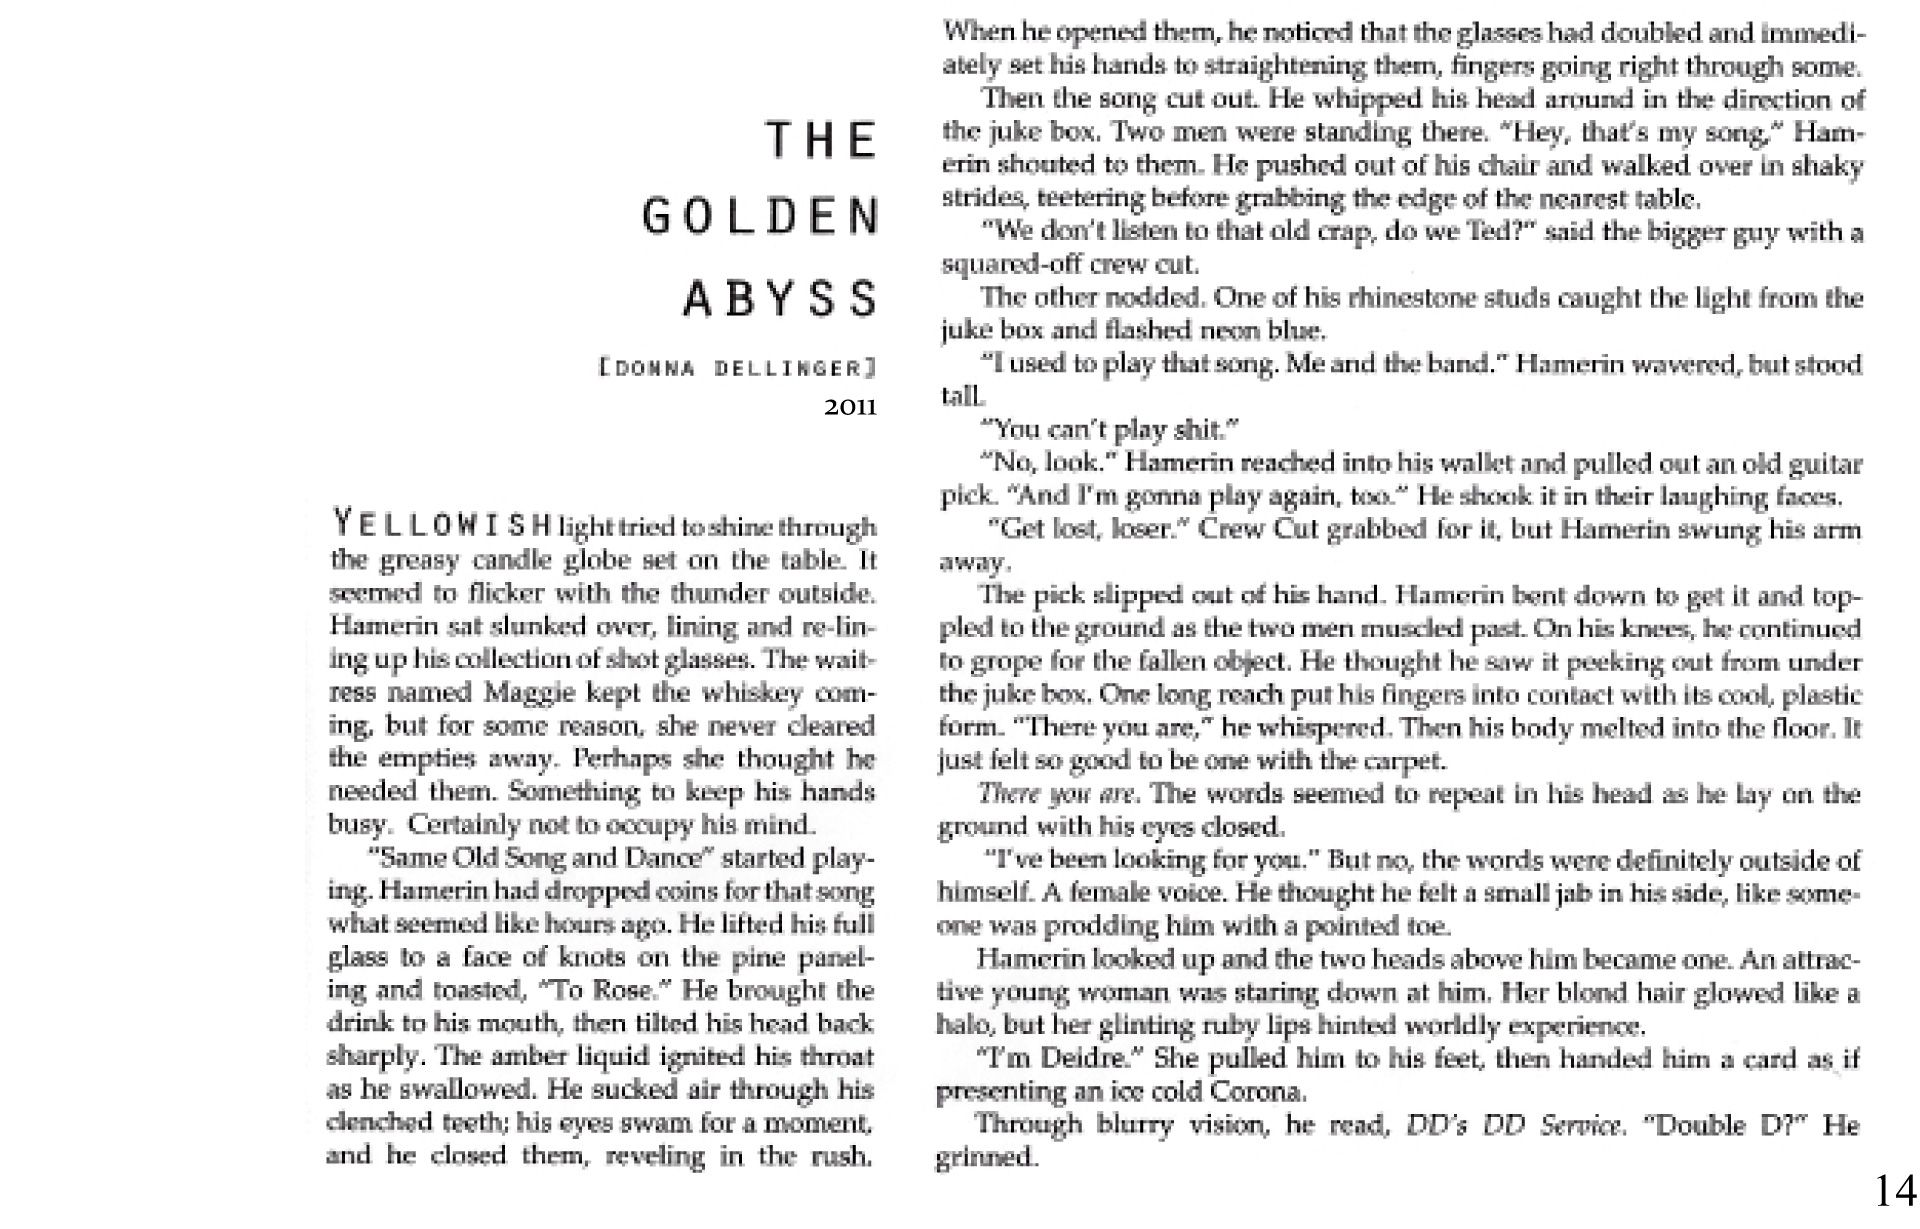 THE
GOLDEN
ABYSS
[DONNA DELLINGER]
2011
YELLOWISH light tried to shine through
the greasy candle globe set on the table. It
seemed to flicker with the thunder outside.
Hamerin sat slunked over, lining and re-lin-
ing up his collection of shot glasses. The wait-
ress named Maggie kept the whiskey com-
ing, but for some reason, she never cleared
the empties away. Perhaps she thought he
needed them. Something to keep his hands
busy. Certainly not to occupy his mind.
"Same Old Song and Dance" started play-
ing. Hamerin had dropped coins for that song
what seemed like hours ago. He lifted his full
glass to a face of knots on the pine panel-
ing and toasted, "To Rose." He brought the
drink to his mouth, then tilted his head back
sharply. The amber liquid ignited his throat
as he swallowed. He sucked air through his
clenched teeth; his eyes swam for a moment,
and he closed them, reveling in the rush.
When he opened them, he noticed that the glasses had doubled and immedi-
ately set his hands to straightening them, fingers going right through some.
Then the song cut out. He whipped his head around in the direction of
the juke box. Two men were standing there. "Hey, that's my song," Ham-
erin shouted to them. He pushed out of his chair and walked over in shaky
strides, teetering before grabbing the edge of the nearest table.
"We don't listen to that old crap, do we Ted?" said the bigger guy with a
squared-off crew cut.
The other nodded. One of his rhinestone studs caught the light from the
juke box and flashed neon blue.
"I used to play that song. Me and the band." Hamerin wavered, but stood
tall.
"You can't play shit."
"No, look." Hamerin reached into his wallet and pulled out an old guitar
pick. "And I'm gonna play again, too." He shook it in their laughing faces.
"Get lost, loser." Crew Cut grabbed for it, but Hamerin swung his arm
away.
The pick slipped out of his hand. Hamerin bent down to get it and top-
pled to the ground as the two men muscled past. On his knees, he continued
to grope for the fallen object. He thought he saw it peeking out from under
the juke box. One long reach put his fingers into contact with its cool, plastic
form. "There you are," he whispered. Then his body melted into the floor. It
just felt so good to be one with the carpet.
There you are. The words seemed to repeat in his head as he lay on the
ground with his eyes closed.
"I've been looking for you." But no, the words were definitely outside of
himself. A female voice. He thought he felt a small jab in his side, like some-
one was prodding him with a pointed toe.
Hamerin looked up and the two heads above him became one. An attrac-
tive young woman was staring down at him. Her blond hair glowed like a
halo, but her glinting ruby lips hinted worldly experience.
"I'm Deidre." She pulled him to his feet, then handed him a card as if
presenting an ice cold Corona.
Through blurry vision, he read, DD's DD Service. "Double D?" He
grinned.
14